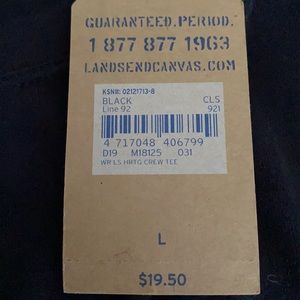 GUARANTEED.PERIOD.
1 877 877 1963
LANDSENDCANVAS.COM
KSN#: 02121713-8
BLACK CLS
Line 92 921
4 717048 406799
D19 M18125 031
WR LS HRTG CREW TEE
L
$19.50